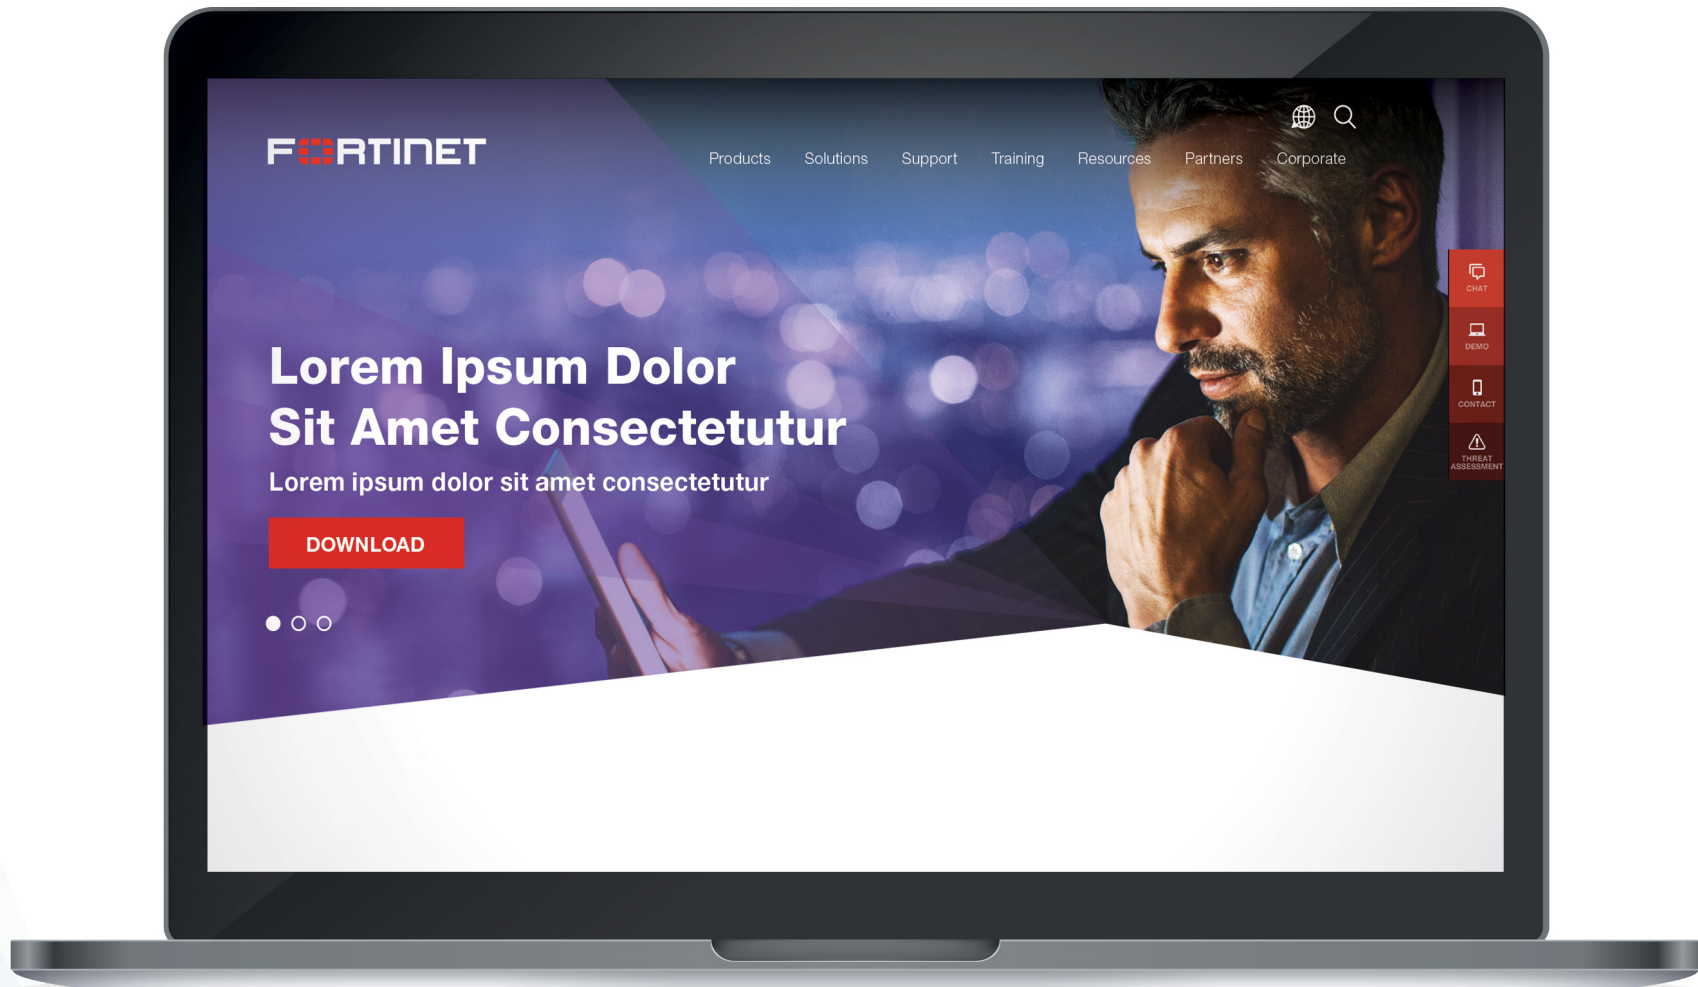 FORTINET
Products Solutions Support Training Resources Partners Corporate
CHAT
DEMO
CONTACT
THREAT
ASSESSMENT
Lorem Ipsum Dolor
Sit Amet Consectetutur
Lorem ipsum dolor sit amet consectetutur
DOWNLOAD